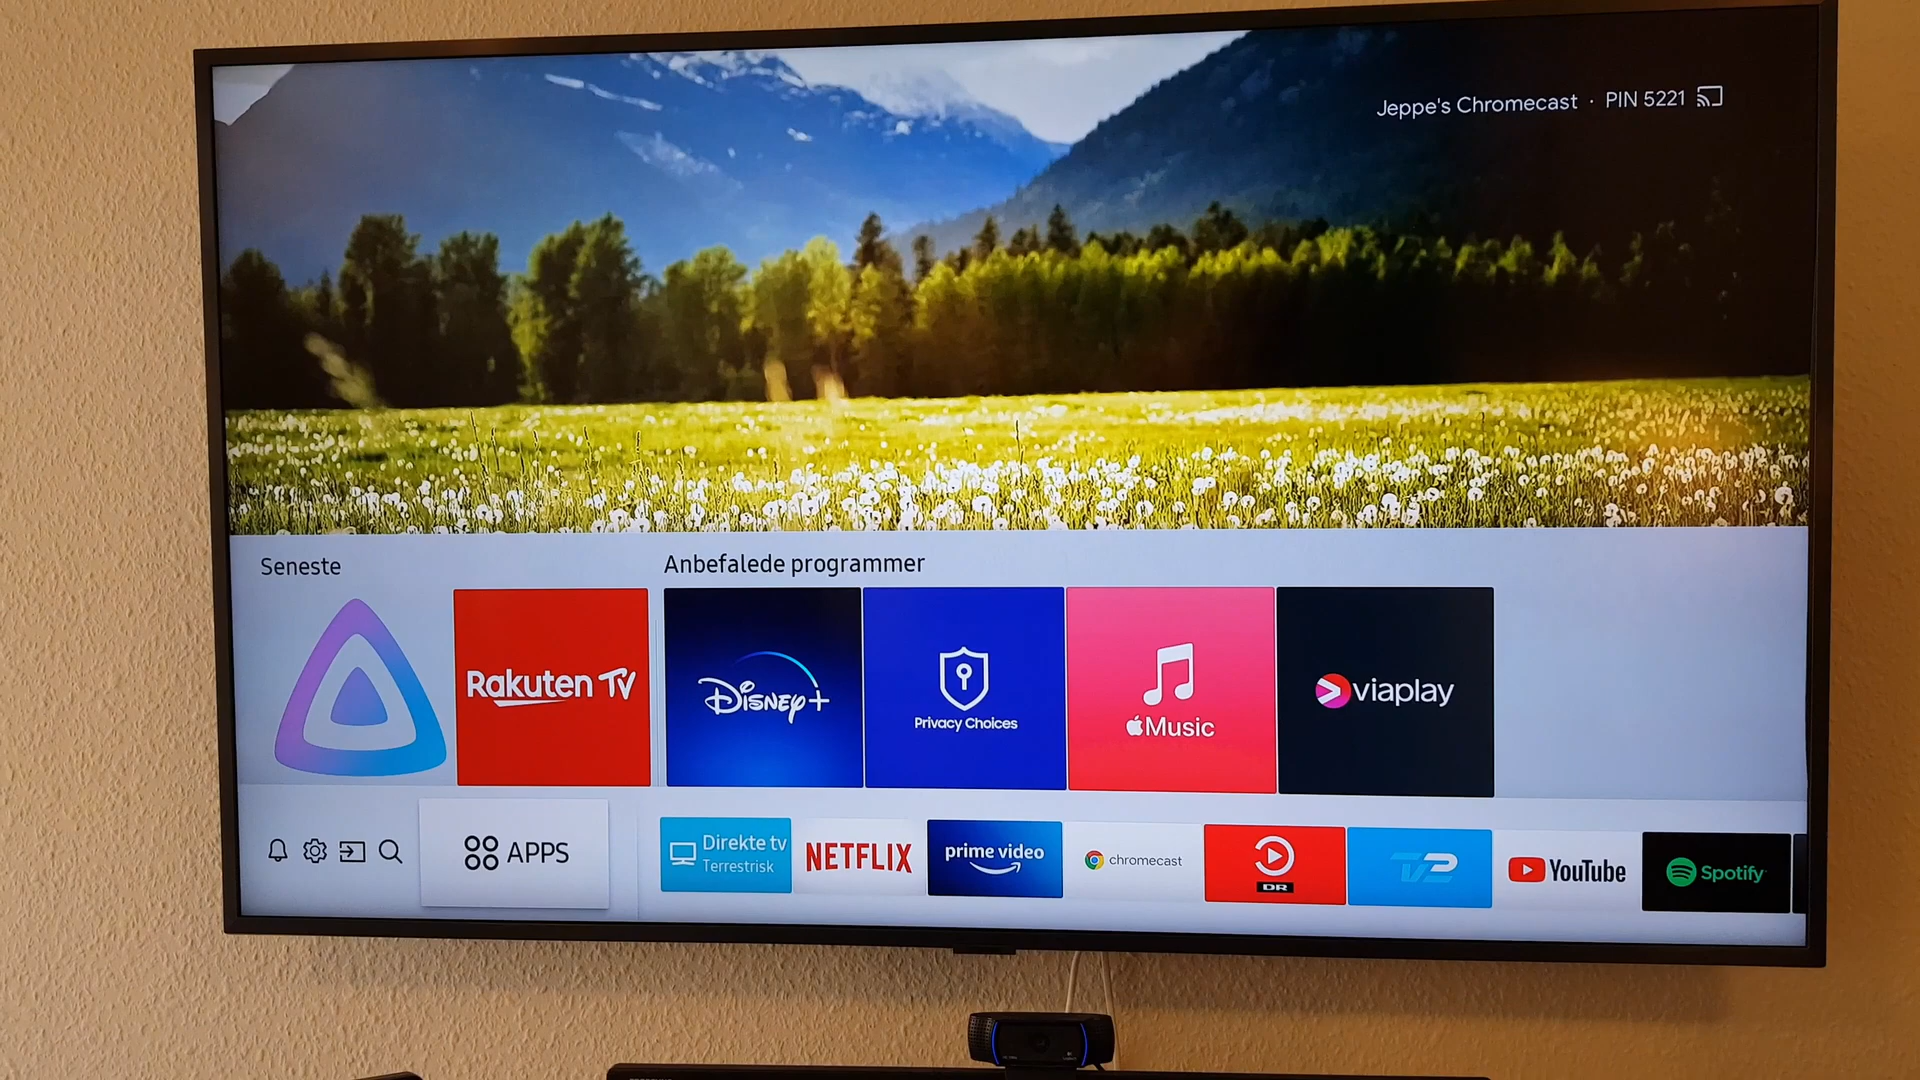 Jeppe's Chromecast · PIN 5221
Seneste
Anbefalede programmer
Rakuten TV
Disney+
Privacy Choices
Music
viaplay
APPS
Direkte tv
Terrestrisk
NETFLIX
prime video
chromecast
DR
TV2
YouTube
Spotify